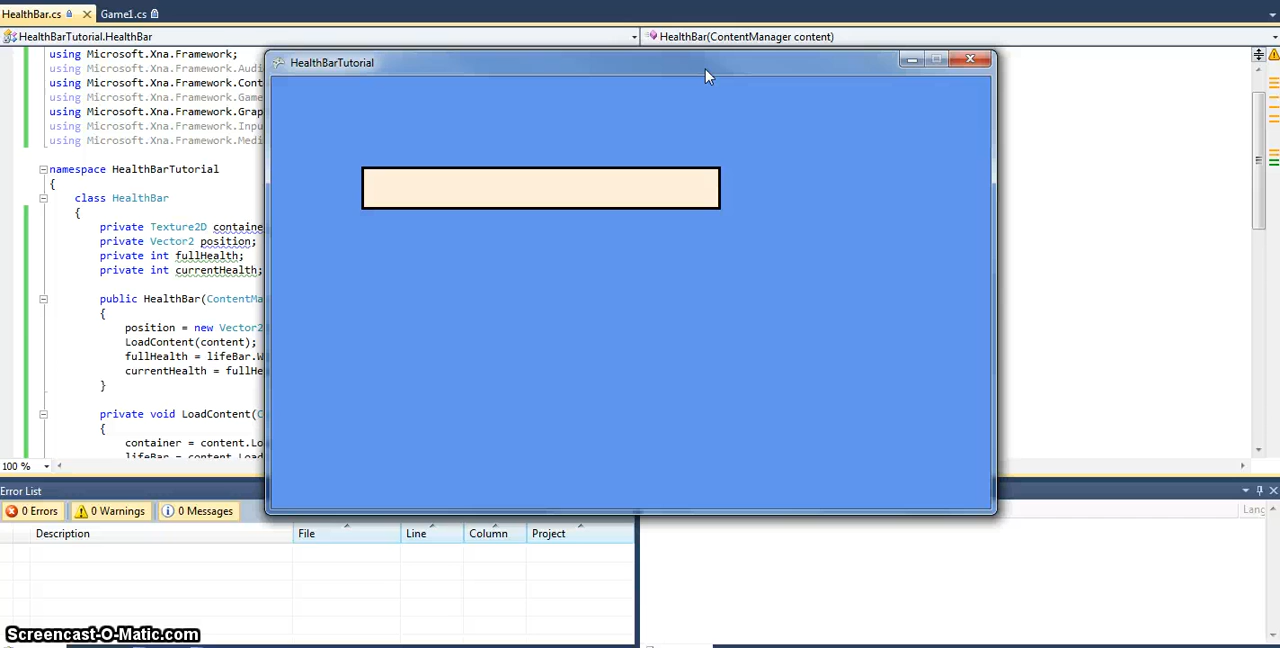 HealthBar.cs
Game1.cs
HealthBarTutorial.HealthBar
HealthBar(ContentManager content)
using Microsoft.Xna.Framework;
using Microsoft.Xna.Framework.Audi
using Microsoft.Xna.Framework.Cont
using Microsoft.Xna.Framework.Game
using Microsoft.Xna.Framework.Grap
using Microsoft.Xna.Framework.Inpu
using Microsoft.Xna.Framework.Medi
namespace HealthBarTutorial
{
class HealthBar
{
private Texture2D containe
private Vector2 position;
private int fullHealth;
private int currentHealth;
public HealthBar(ContentMa
{
position = new Vector2
LoadContent(content);
fullHealth = lifeBar.W
currentHealth = fullHe
}
private void LoadContent(C
{
container = content.Lo
lifeBar = content.Load
HealthBarTutorial
100 %
Error List
0 Errors
0 Warnings
0 Messages
Description
File
Line
Column
Project
Lang
Screencast-O-Matic.com